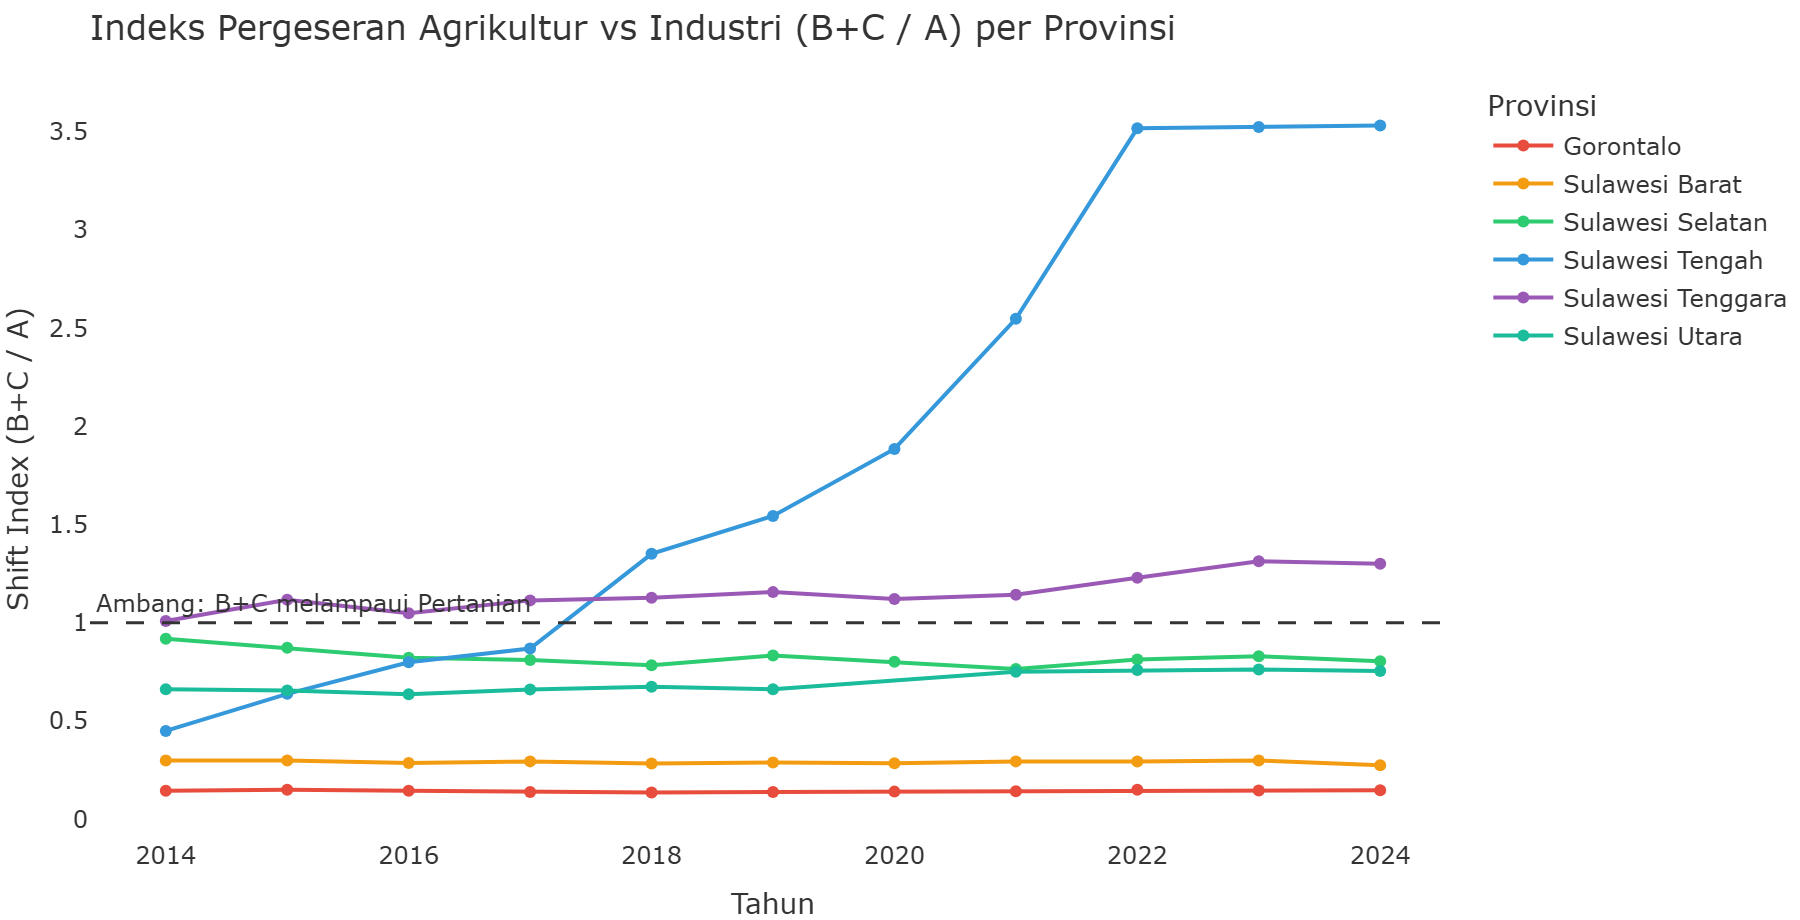 Indeks Pergeseran Agrikultur vs Industri (B+C / A) per Provinsi
Shift Index (B+C / A)
3.5
3
2.5
2
1.5
1
0.5
0
Ambang: B+C melampaui Pertanian
2014
2016
2018
2020
2022
2024
Tahun
Provinsi
Gorontalo
Sulawesi Barat
Sulawesi Selatan
Sulawesi Tengah
Sulawesi Tenggara
Sulawesi Utara